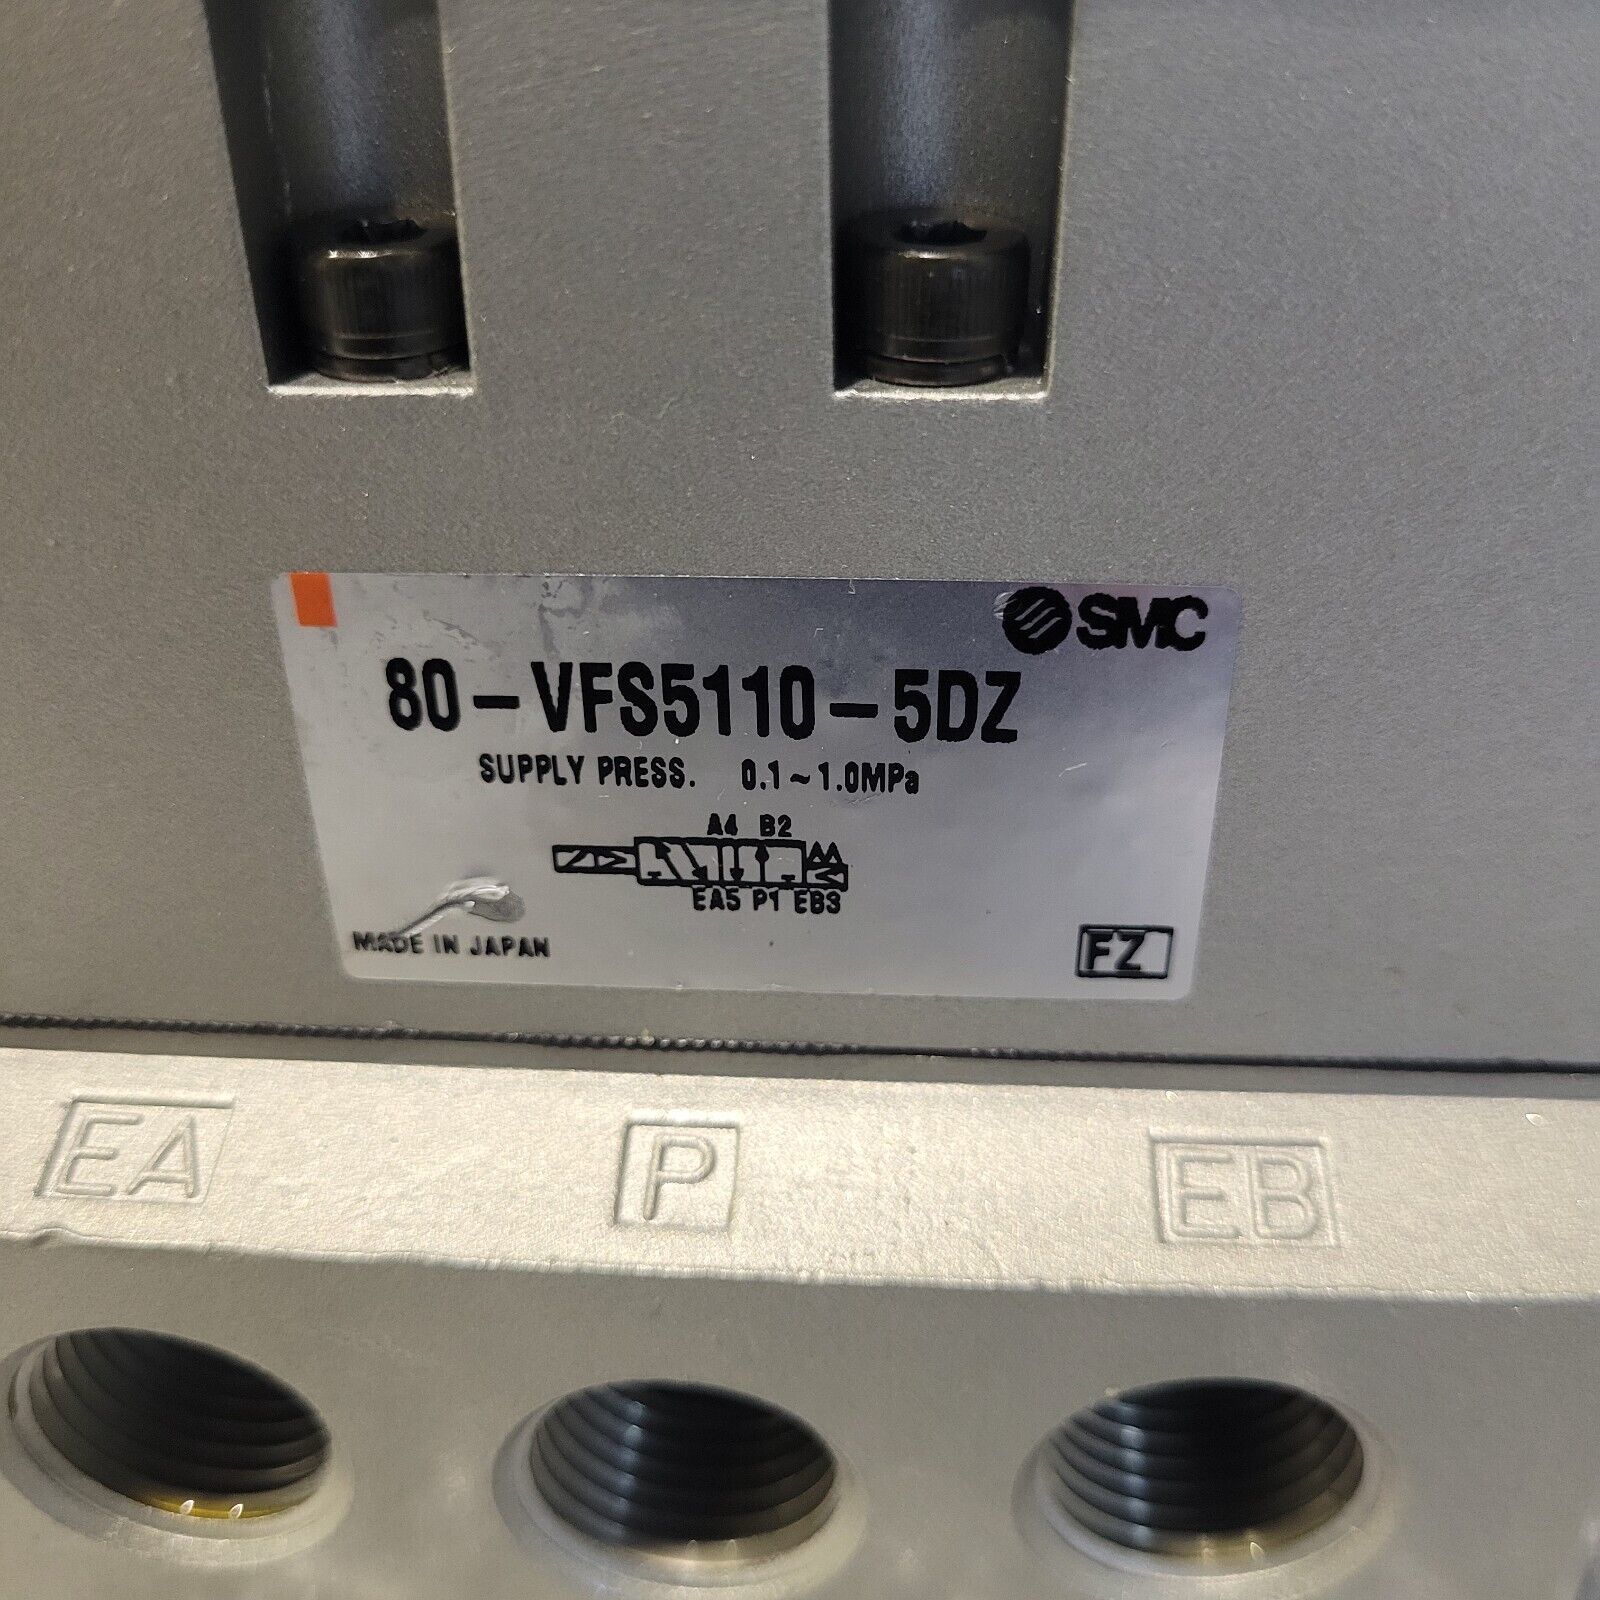 SMC
80-VFS5110-5DZ
SUPPLY PRESS. 0.1~1.0MPa
A4 B2
EA5 P1 EB3
MADE IN JAPAN
FZ
EA P EB